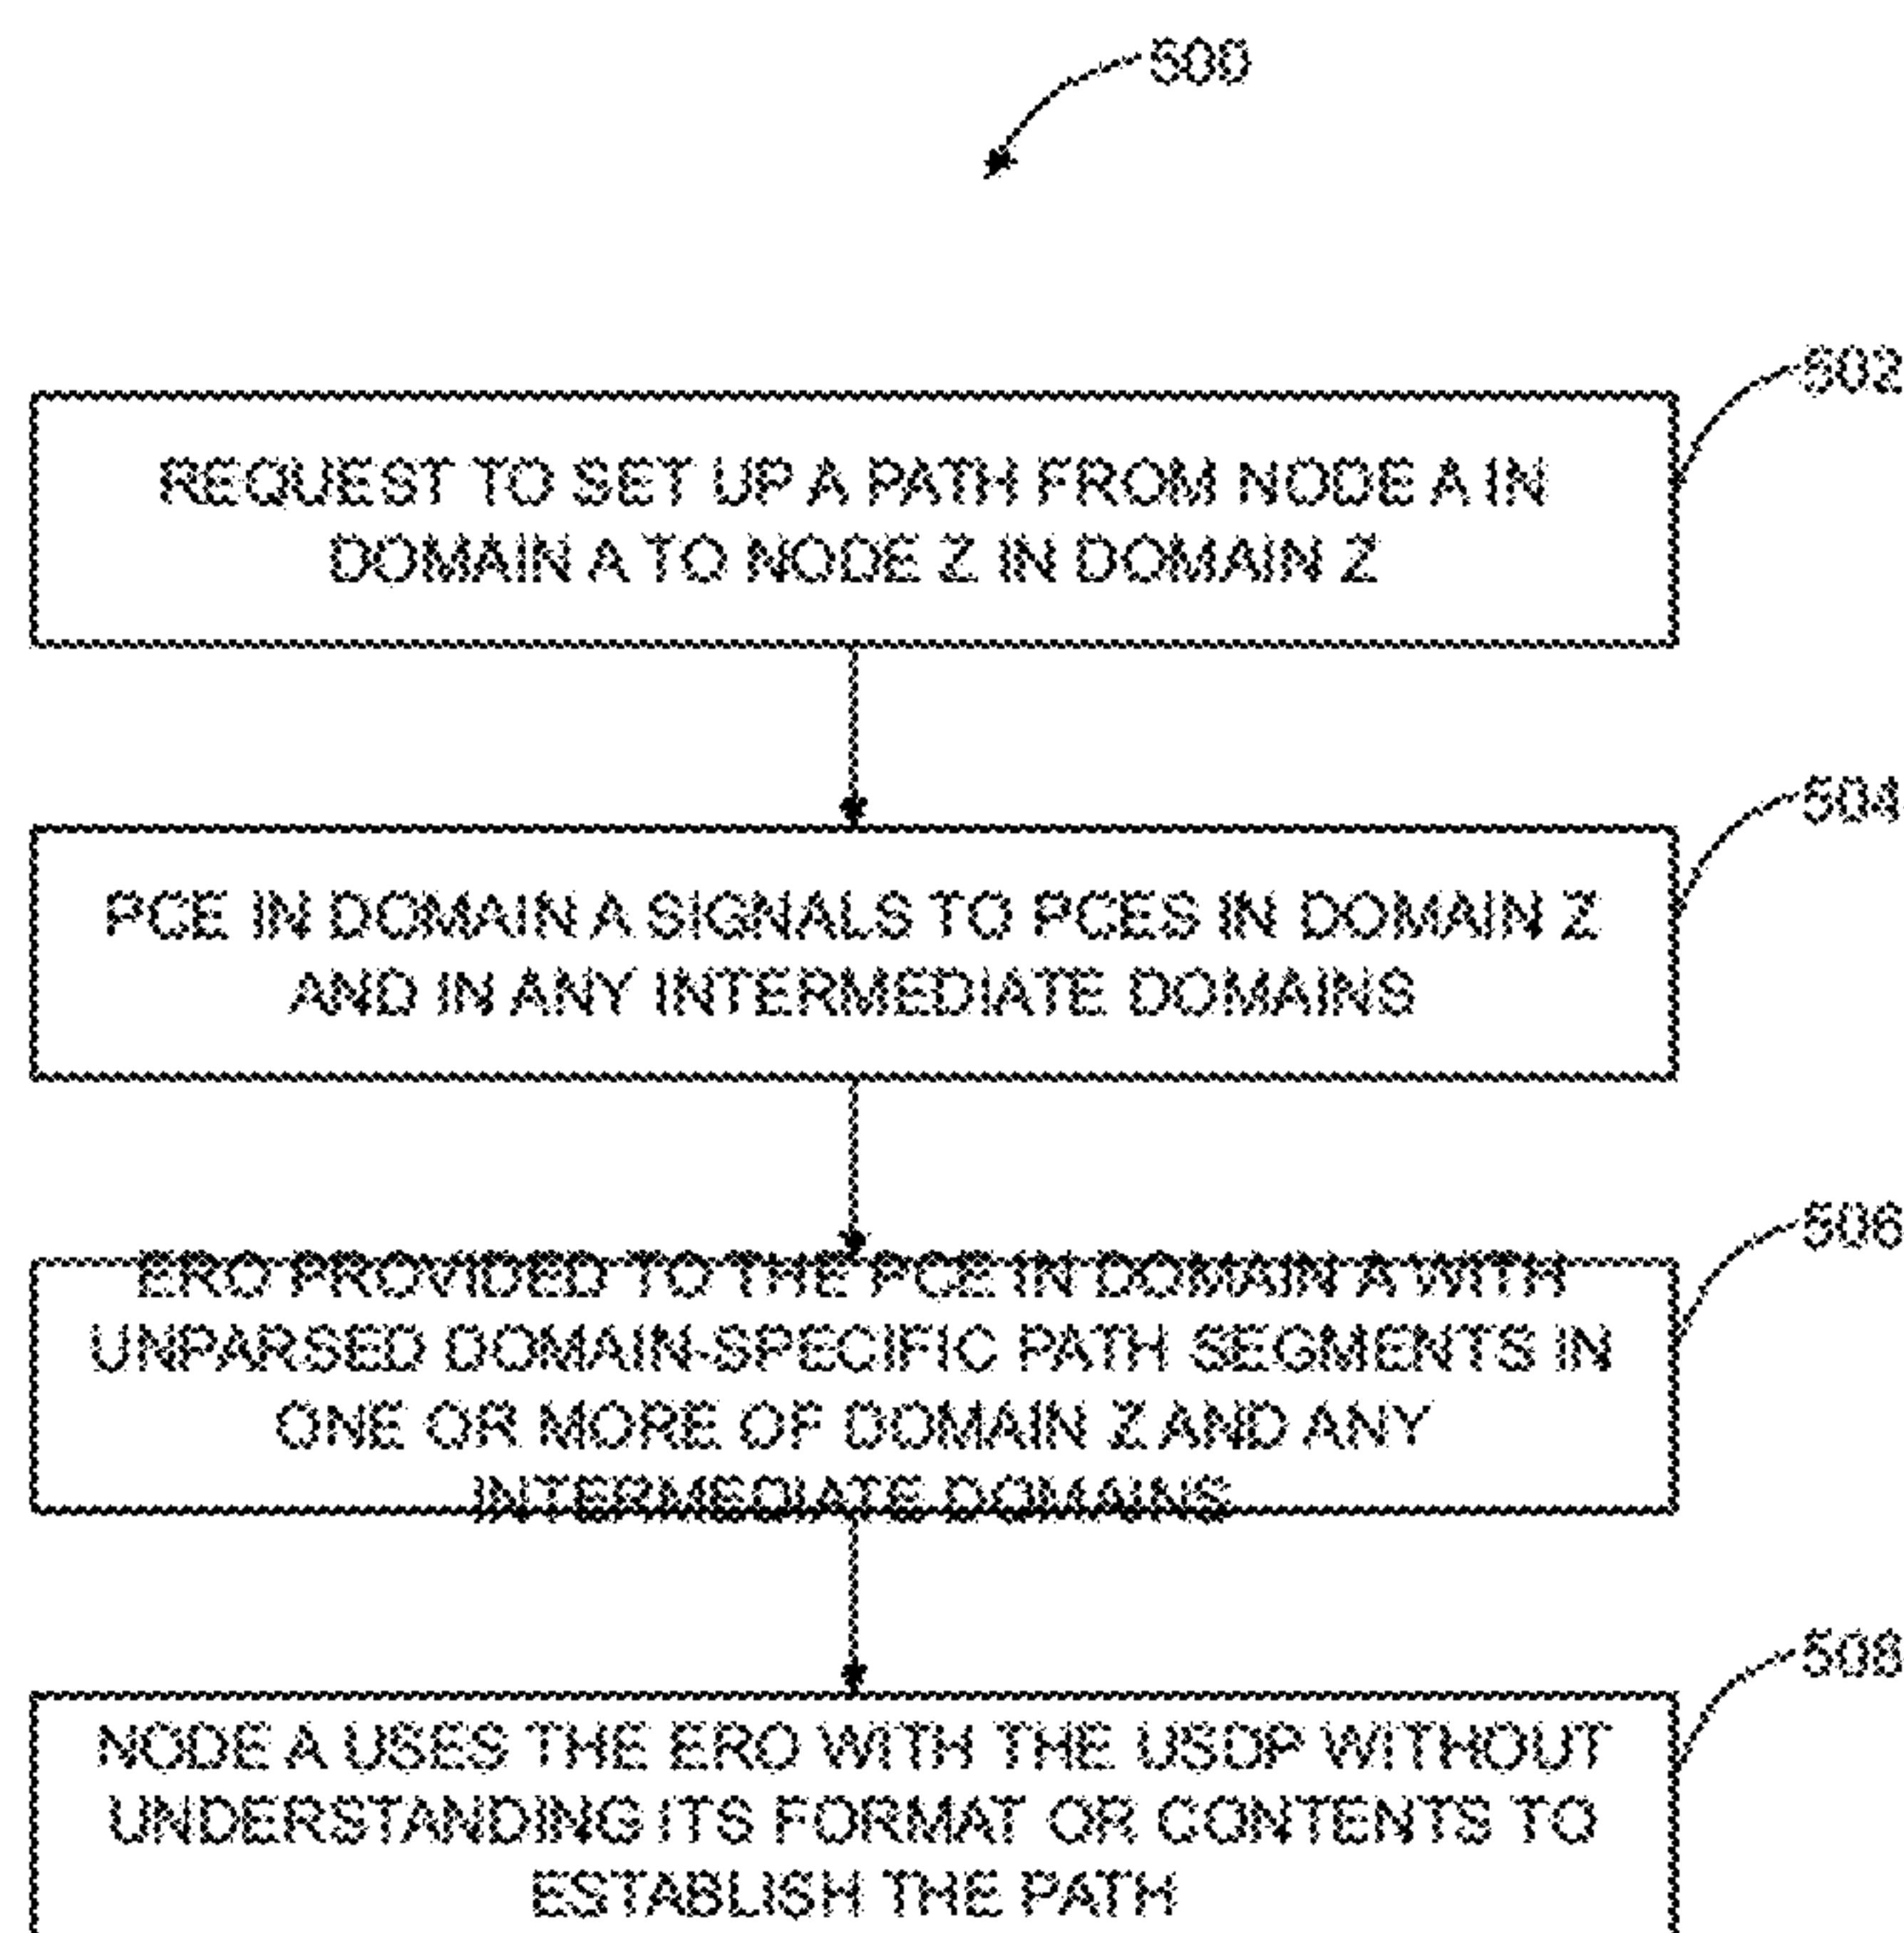 500
502
REQUEST TO SET UP A PATH FROM NODE A IN
DOMAIN A TO NODE Z IN DOMAIN Z
504
PCE IN DOMAIN A SIGNALS TO PCES IN DOMAIN Z
AND IN ANY INTERMEDIATE DOMAINS
506
ERO PROVIDED TO THE PCE IN DOMAIN A WITH
UNPARSED DOMAIN-SPECIFIC PATH SEGMENTS IN
ONE OR MORE OF DOMAIN Z AND ANY
INTERMEDIATE DOMAINS
508
NODE A USES THE ERO WITH THE USDP WITHOUT
UNDERSTANDING ITS FORMAT OR CONTENTS TO
ESTABLISH THE PATH